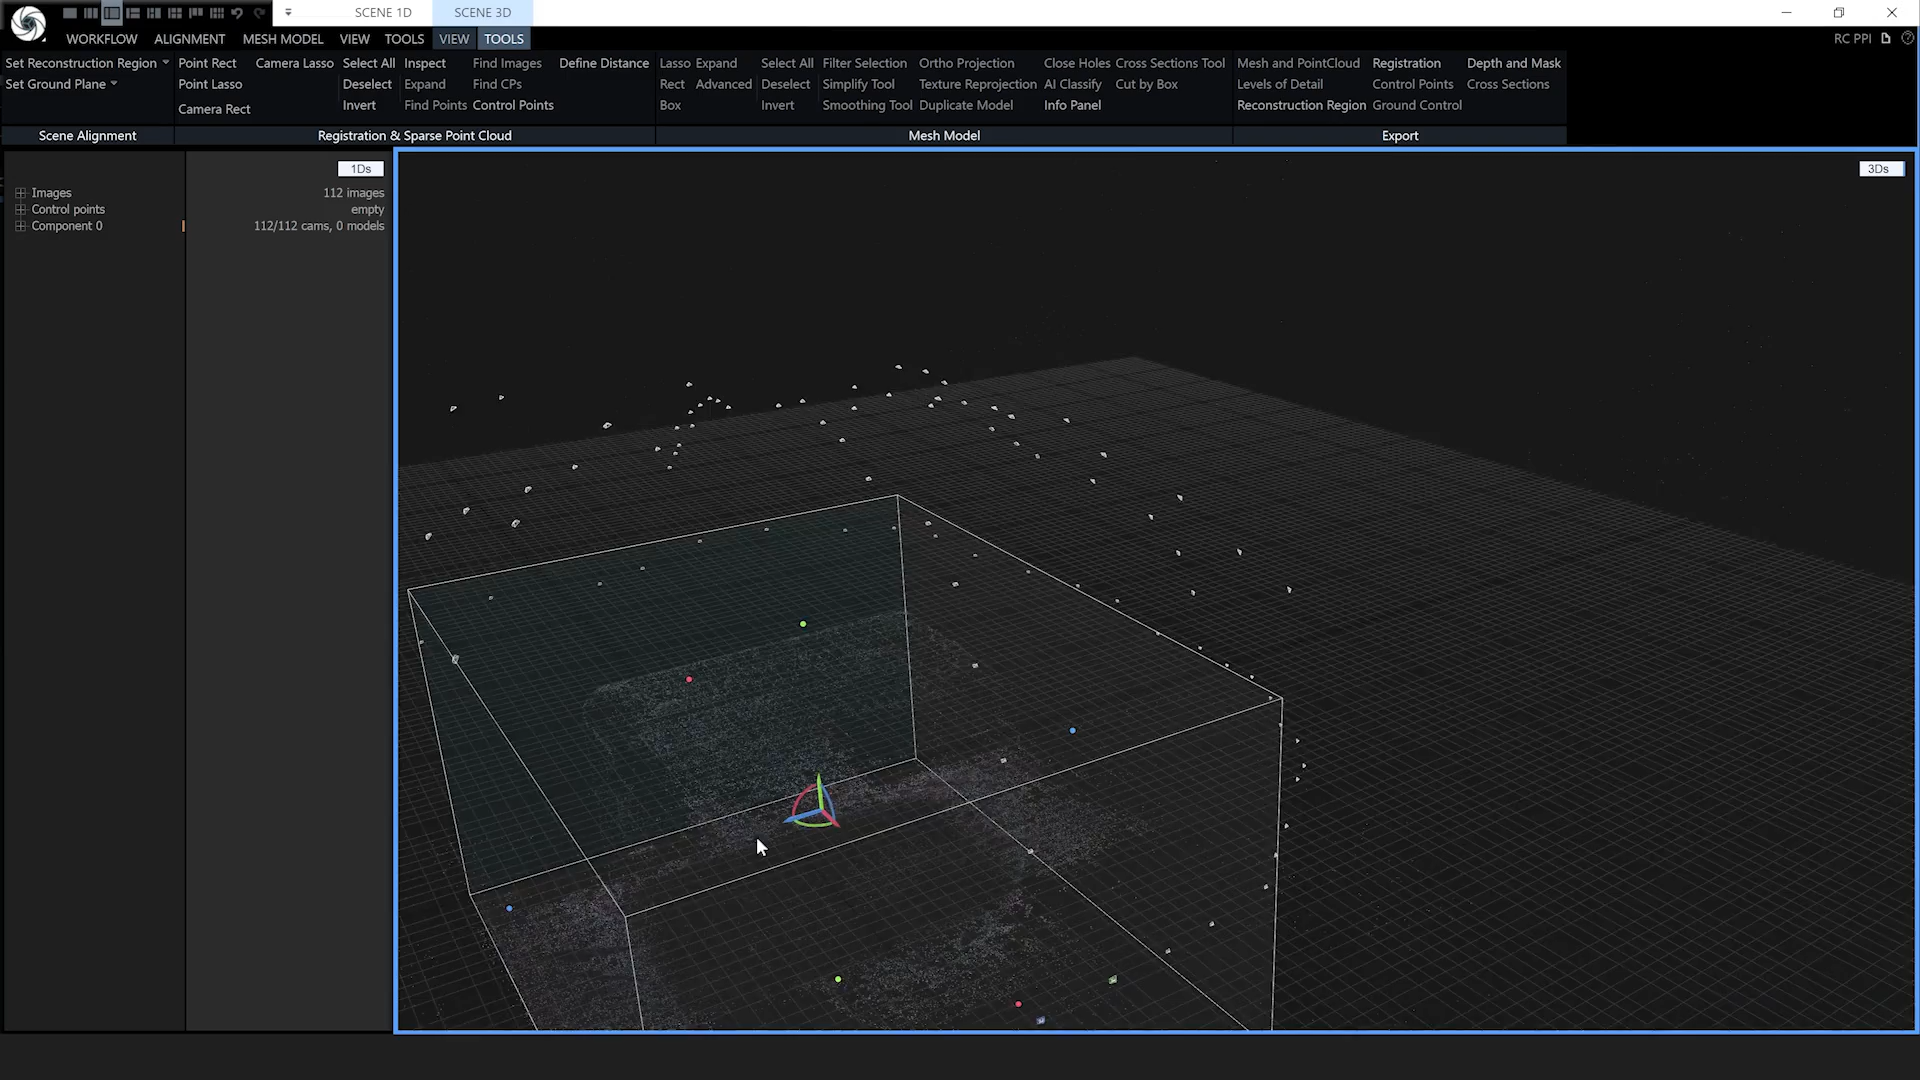 SCENE 1D SCENE 3D
WORKFLOW ALIGNMENT MESH MODEL VIEW TOOLS VIEW TOOLS RC PPI
Set Reconstruction Region Point Rect Camera Lasso Select All Inspect Find Images Define Distance Lasso Expand Select All Filter Selection Ortho Projection Close Holes Cross Sections Tool Mesh and PointCloud Registration Depth and Mask
Set Ground Plane Point Lasso Deselect Expand Find CPs Rect Advanced Deselect Simplify Tool Texture Reprojection AI Classify Cut by Box Levels of Detail Control Points Cross Sections
Camera Rect Invert Find Points Control Points Box Invert Smoothing Tool Duplicate Model Info Panel Reconstruction Region Ground Control
Scene Alignment Registration & Sparse Point Cloud Mesh Model Export
1Ds 3Ds
Images 112 images
Control points empty
Component 0 112/112 cams, 0 models